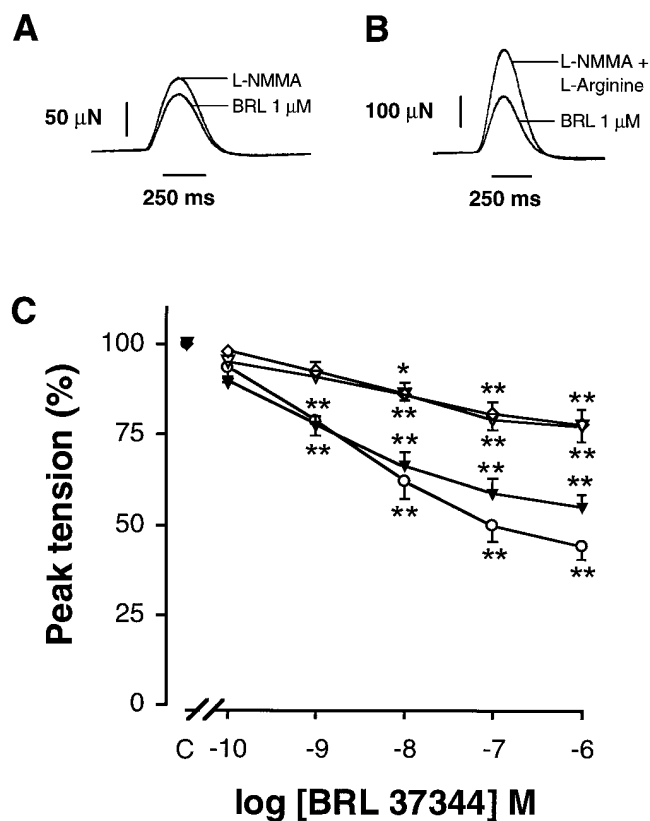 A
L-NMMA
50 μN
BRL 1 μM
250 ms
B
L-NMMA +
L-Arginine
100 μN
BRL 1 μM
250 ms
C
Peak tension (%)
100
75
50
25
0
*
**
**
**
**
**
**
**
**
**
**
**
**
**
**
C -10 -9 -8 -7 -6
log [BRL 37344] M